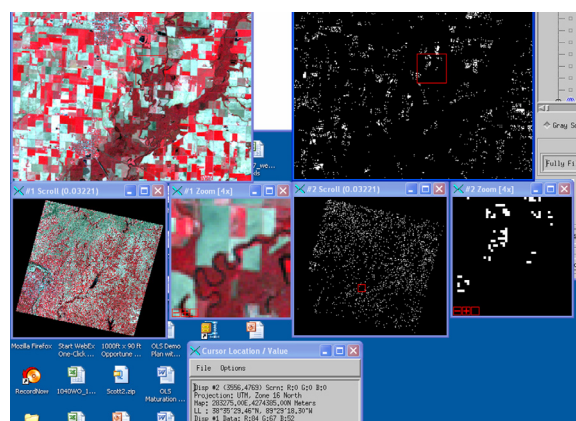 7_we...
ds
Gray Sc
Fully Fi
#1 Scroll (0.03221)
#1 Zoom [4x]
#2 Scroll (0.03221)
#2 Zoom [4x]
Mozilla Firefox
Start WebEx
One-Click ...
1000ft x 90 ft
Opportune ...
OLS Demo
Plan wit...
RecordNow
1040WO_1...
Scott2.zip
OLS
Maturation ...
Cursor Location / Value
File Options
Disp #2 (3556,4769) Scrn: R:0 G:0 B:0
Projection: UTM, Zone 16 North
Map: 283275.00E,4274385.00N Meters
LL : 38°35'29.46"N, 89°29'18.30"W
Disp #1 Data: R:84 G:67 B:52